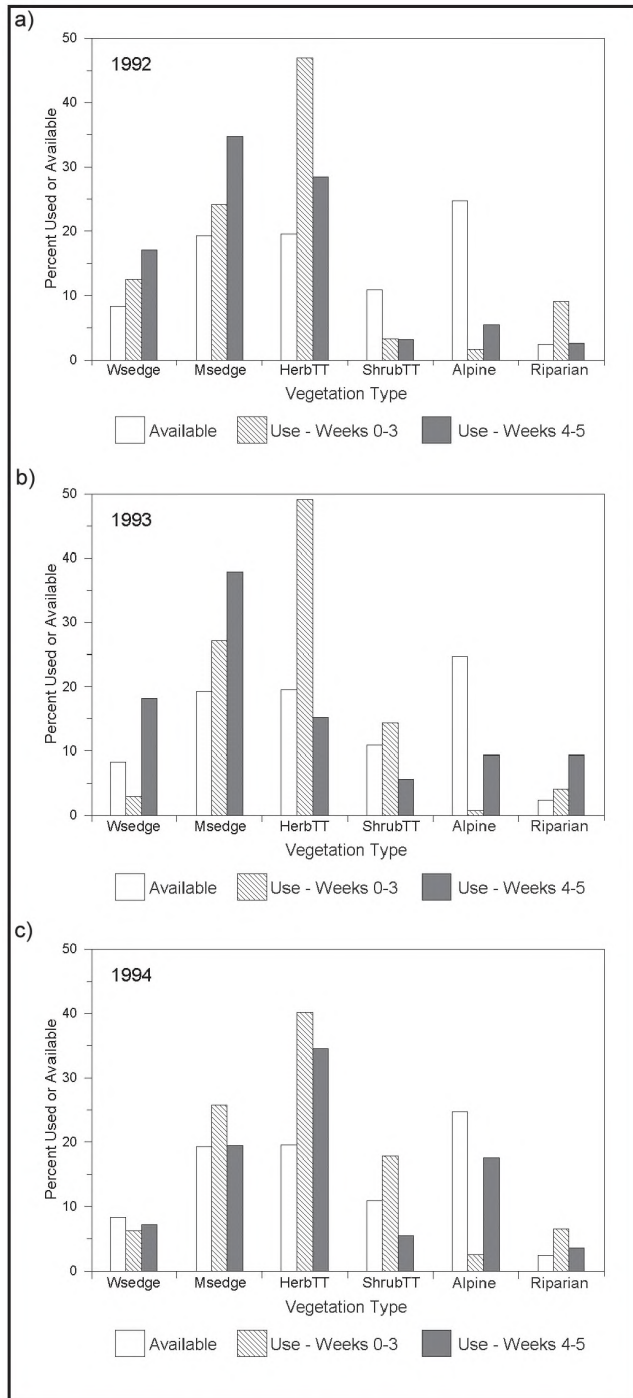 a)
1992
Percent Used or Available
50
40
30
20
10
0
Wsedge Msedge HerbTT ShrubTT Alpine Riparian
Vegetation Type
Available Use - Weeks 0-3 Use - Weeks 4-5
b)
1993
Percent Used or Available
50
40
30
20
10
0
Wsedge Msedge HerbTT ShrubTT Alpine Riparian
Vegetation Type
Available Use - Weeks 0-3 Use - Weeks 4-5
c)
1994
Percent Used or Available
50
40
30
20
10
0
Wsedge Msedge HerbTT ShrubTT Alpine Riparian
Vegetation Type
Available Use - Weeks 0-3 Use - Weeks 4-5